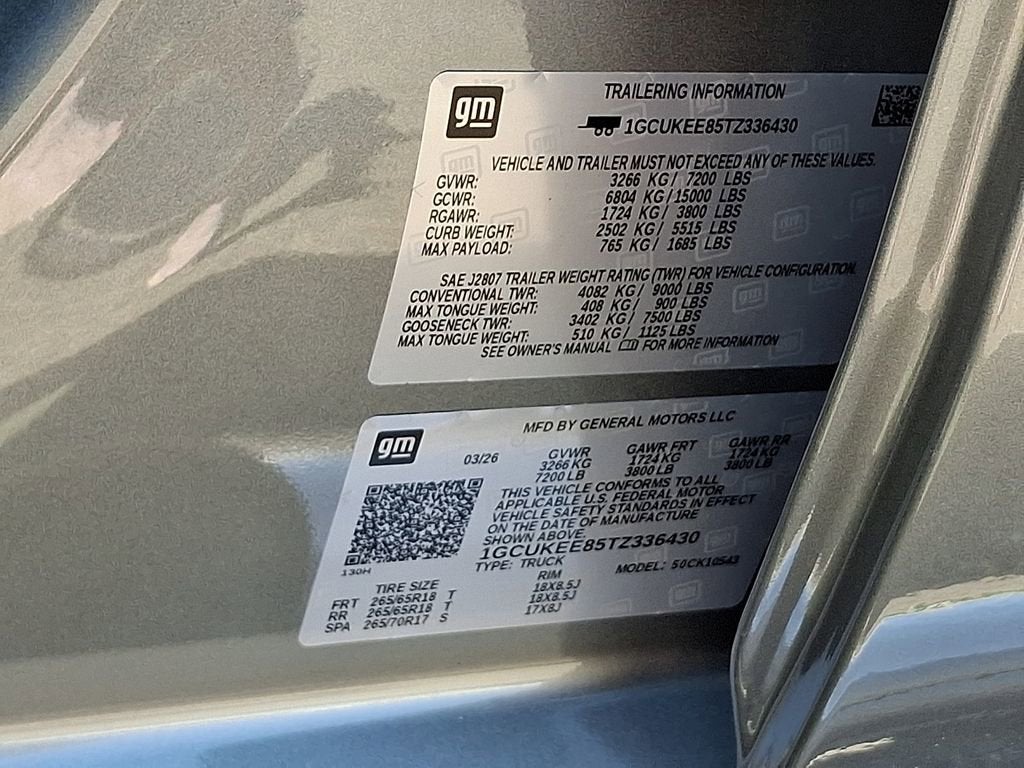 gm
TRAILERING INFORMATION
1GCUKEE85TZ336430
VEHICLE AND TRAILER MUST NOT EXCEED ANY OF THESE VALUES.
GVWR: 3266 KG / 7200 LBS
GCWR: 6804 KG / 15000 LBS
RGAWR: 1724 KG / 3800 LBS
CURB WEIGHT: 2502 KG / 5515 LBS
MAX PAYLOAD: 765 KG / 1685 LBS
SAE J2807 TRAILER WEIGHT RATING (TWR) FOR VEHICLE CONFIGURATION.
CONVENTIONAL TWR: 4082 KG / 9000 LBS
MAX TONGUE WEIGHT: 408 KG / 900 LBS
GOOSENECK TWR: 3402 KG / 7500 LBS
MAX TONGUE WEIGHT: 510 KG / 1125 LBS
SEE OWNER'S MANUAL FOR MORE INFORMATION
gm
MFD BY GENERAL MOTORS LLC
03/26 GVWR GAWR FRT GAWR RR
3266 KG 1724 KG 1724 KG
7200 LB 3800 LB 3800 LB
THIS VEHICLE CONFORMS TO ALL
APPLICABLE U.S. FEDERAL MOTOR
VEHICLE SAFETY STANDARDS IN EFFECT
ON THE DATE OF MANUFACTURE
SHOWN ABOVE.
1GCUKEE85TZ336430
130H
TYPE: TRUCK MODEL: 50CK10543
TIRE SIZE RIM
FRT 265/65R18 T 18X8.5J
RR 265/65R18 T 18X8.5J
SPA 265/70R17 S 17X8J